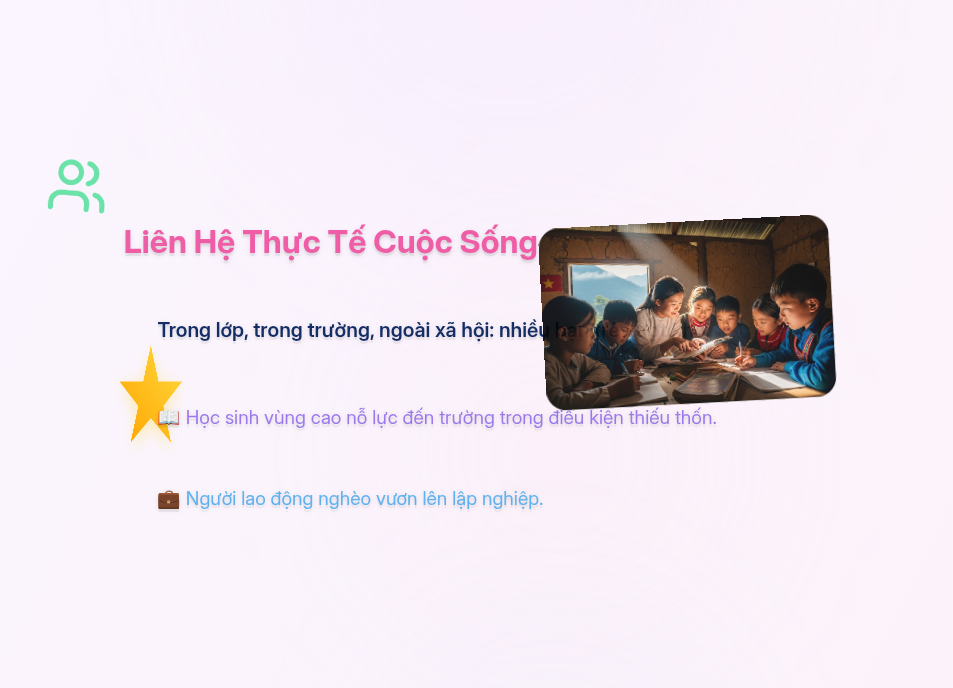 Liên Hệ Thực Tế Cuộc Sống
Trong lớp, trong trường, ngoài xã hội: nhiều
📖 Học sinh vùng cao nỗ lực đến trường trong điều kiện thiếu thốn.
💼 Người lao động nghèo vươn lên lập nghiệp.